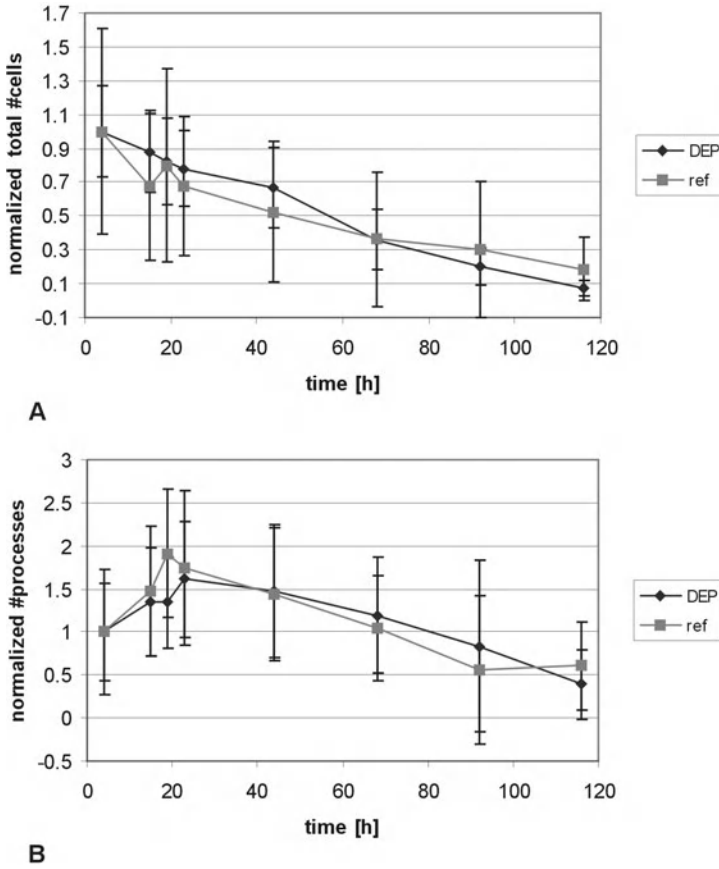 normalized total #cells
1.7
1.5
1.3
1.1
0.9
0.7
0.5
0.3
0.1
-0.1
0 20 40 60 80 100 120
time [h]
DEP
ref
A
normalized #processes
3
2.5
2
1.5
1
0.5
0
-0.5
0 20 40 60 80 100 120
time [h]
DEP
ref
B